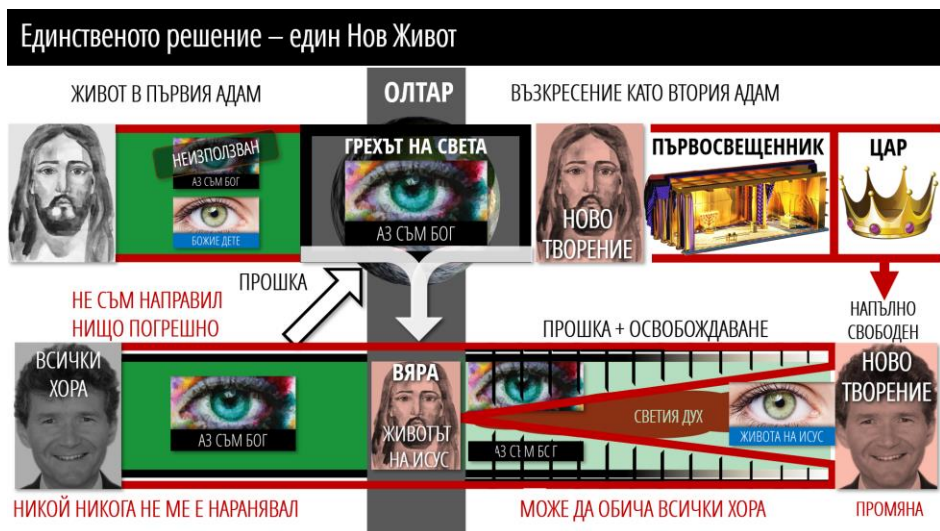 Единственото решение – един Нов Живот
ЖИВОТ В ПЪРВИЯ АДАМ
ОЛТАР
ВЪЗКРЕСЕНИЕ КАТО ВТОРИЯ АДАМ
НЕИЗПОЛЗВАН
АЗ СЪМ БОГ
БОЖИЕ ДЕТЕ
ГРЕХЪТ НА СВЕТА
АЗ СЪМ БОГ
НОВО
ТВОРЕНИЕ
ПЪРВОСВЕЩЕННИК
ЦАР
ПРОШКА
НЕ СЪМ НАПРАВИЛ
НИЩО ПОГРЕШНО
ПРОШКА + ОСВОБОЖДАВАНЕ
НАПЪЛНО
СВОБОДЕН
ВСИЧКИ
ХОРА
АЗ СЪМ БОГ
ВЯРА
ЖИВОТЪТ
НА ИСУС
АЗ СЪМ БОГ
СВЕТИЯ ДУХ
ЖИВОТА НА ИСУС
НОВО
ТВОРЕНИЕ
НИКОЙ НИКОГА НЕ МЕ Е НАРАНЯВАЛ
МОЖЕ ДА ОБИЧА ВСИЧКИ ХОРА
ПРОМЯНА